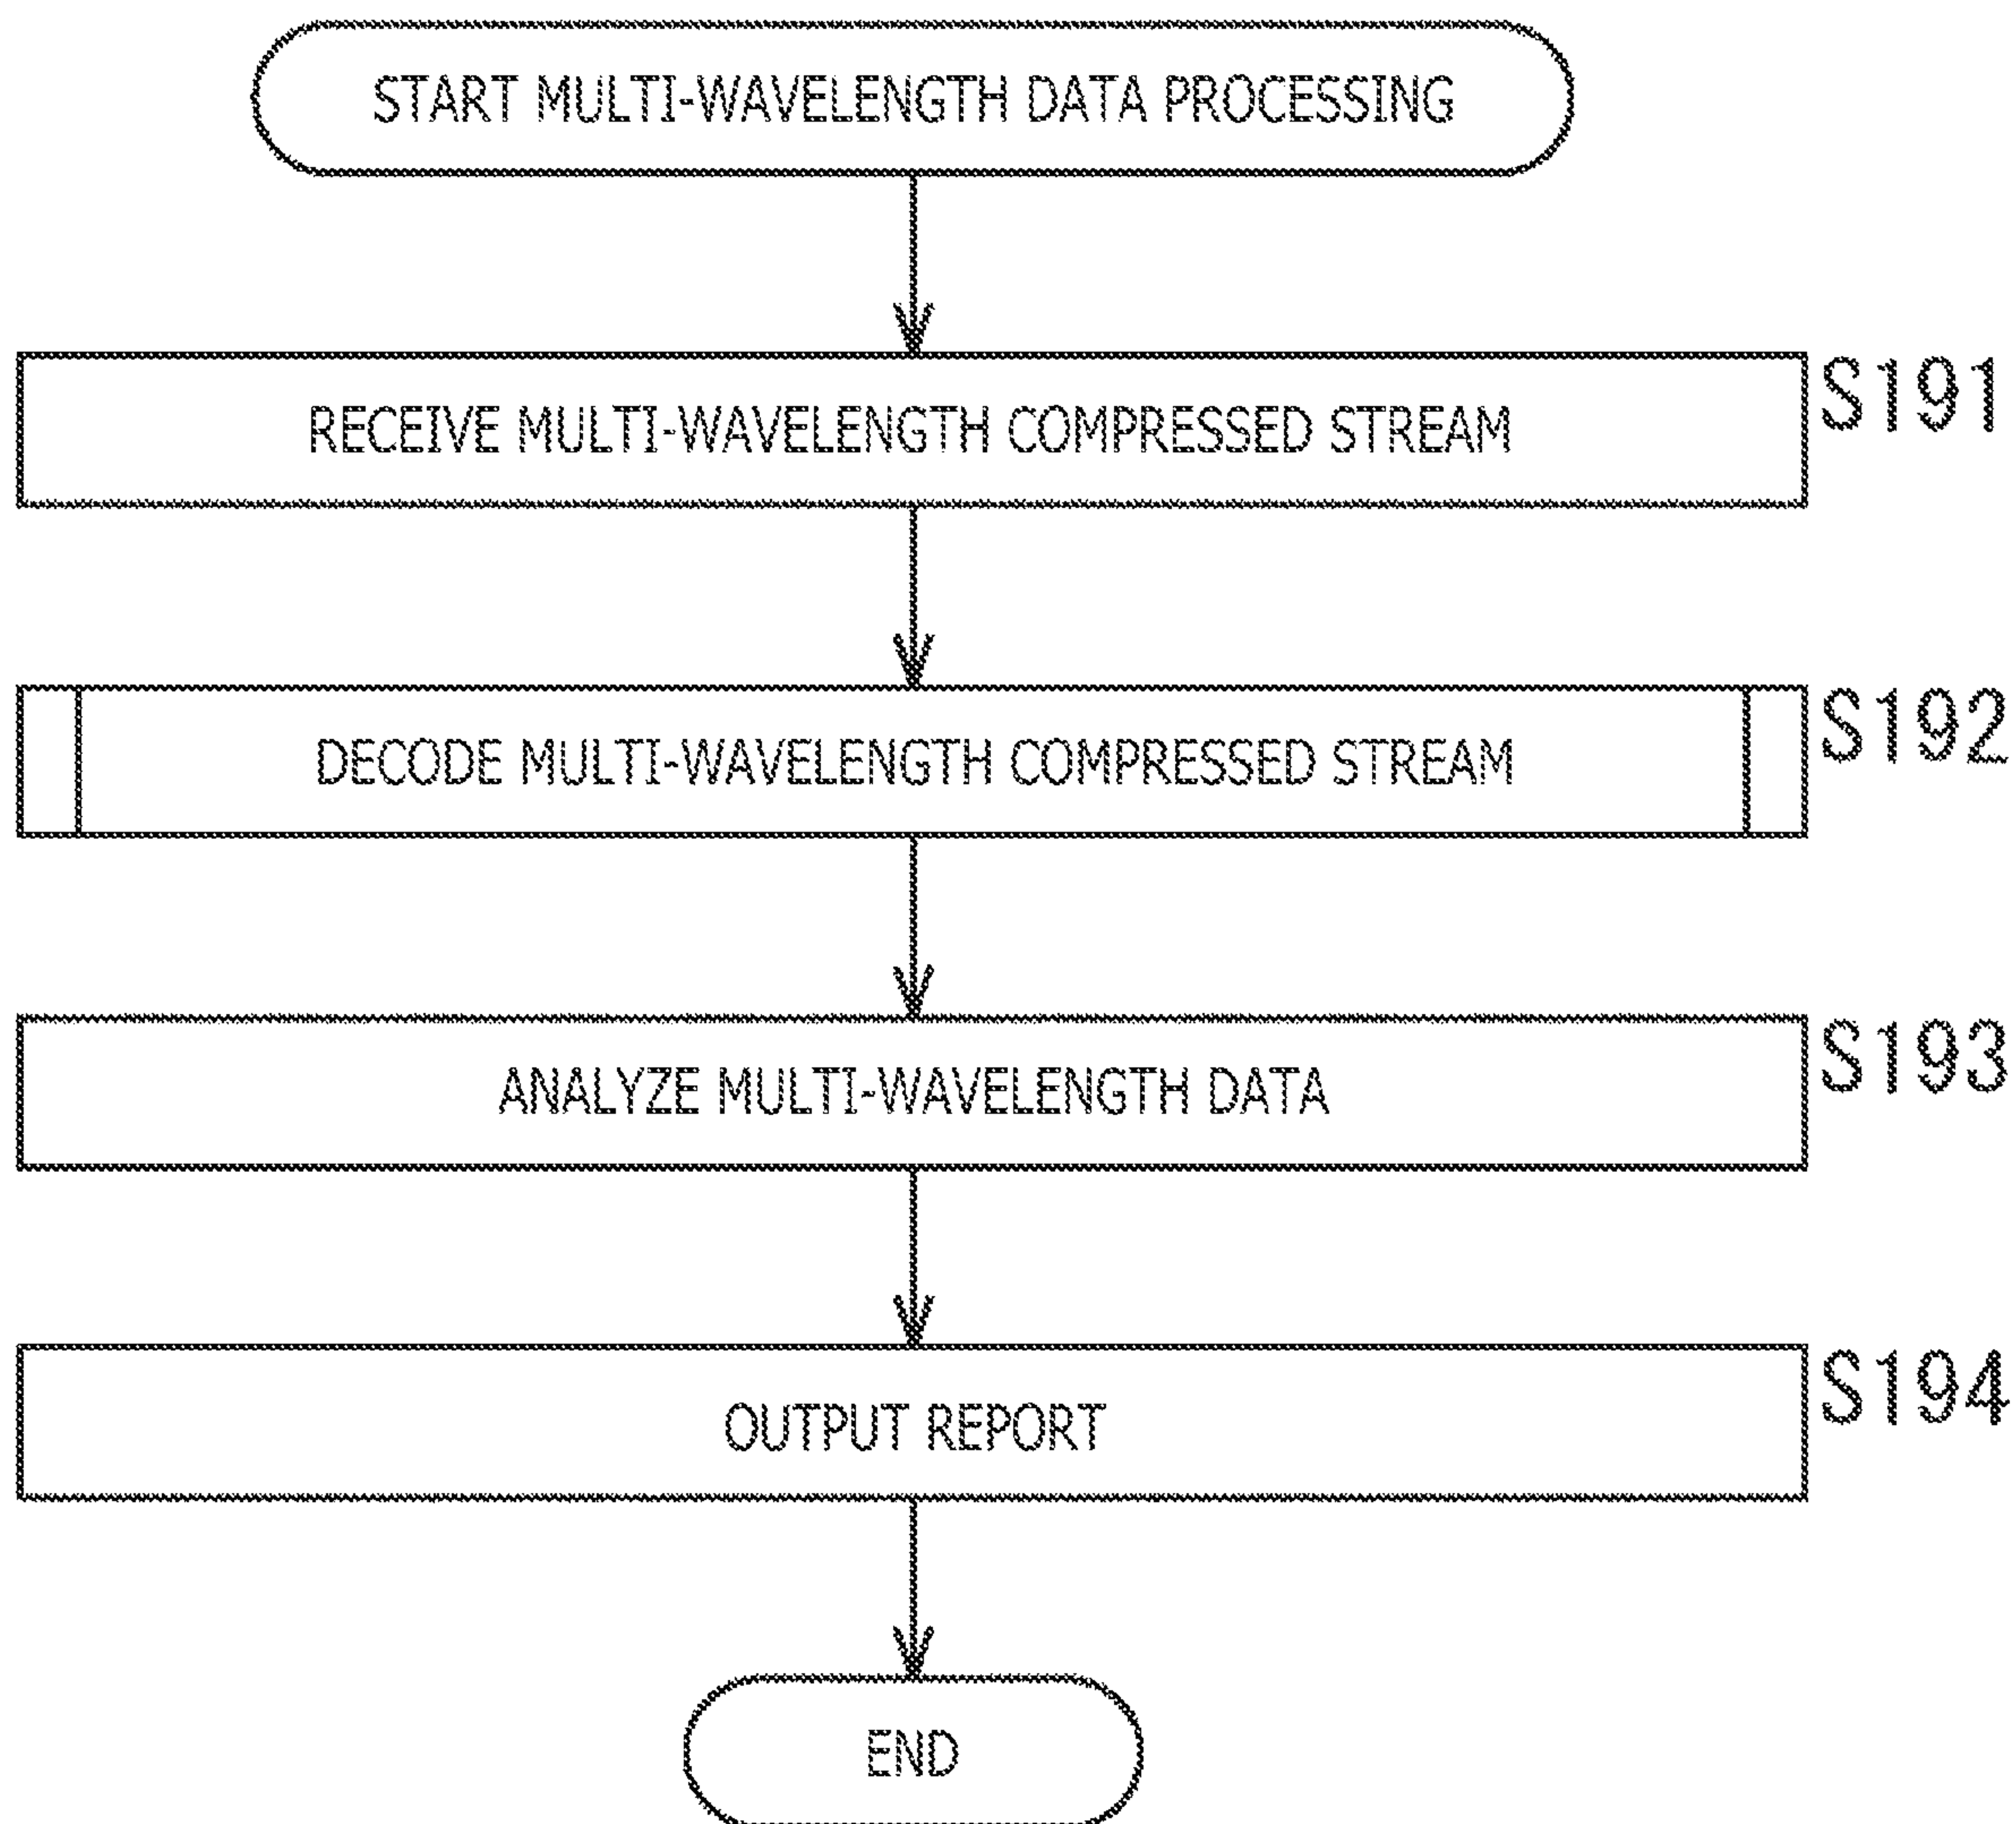 START MULTI-WAVELENGTH DATA PROCESSING
RECEIVE MULTI-WAVELENGTH COMPRESSED STREAM
S191
DECODE MULTI-WAVELENGTH COMPRESSED STREAM
S192
ANALYZE MULTI-WAVELENGTH DATA
S193
OUTPUT REPORT
S194
END